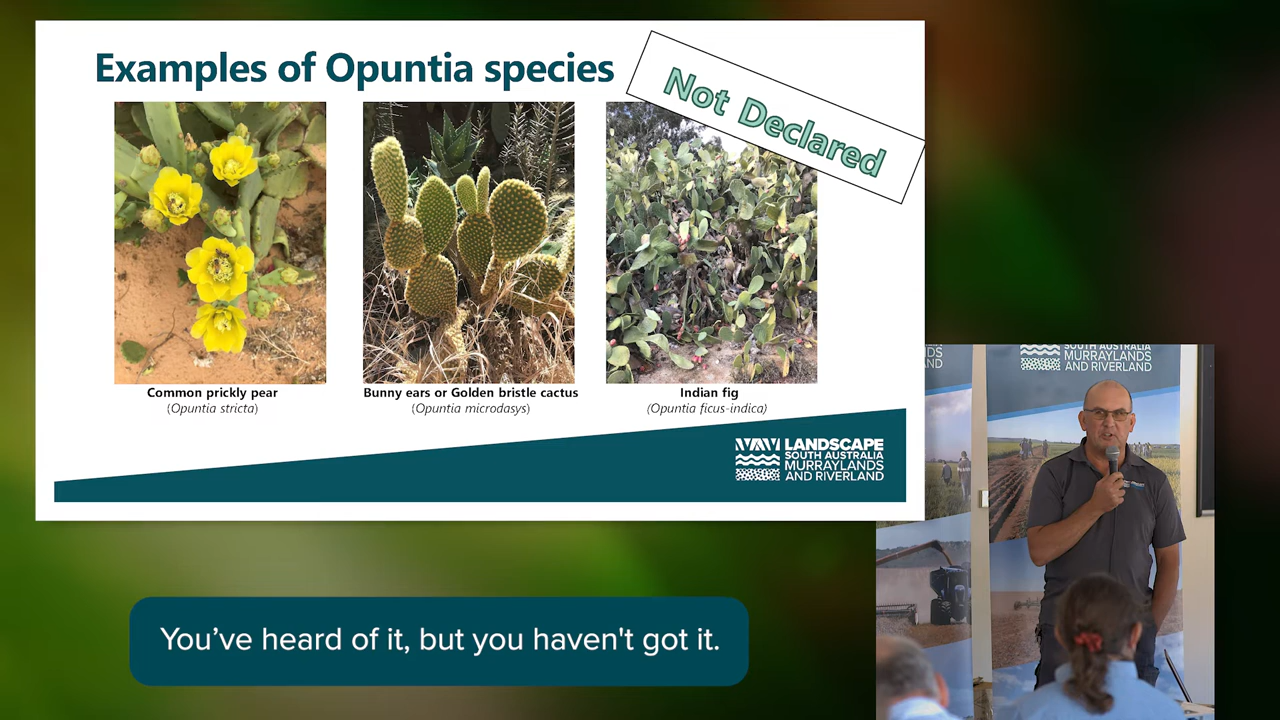 Examples of Opuntia species
Not Declared
Common prickly pear
(Opuntia stricta)
Bunny ears or Golden bristle cactus
(Opuntia microdasys)
Indian fig
(Opuntia ficus-indica)
LANDSCAPE
SOUTH AUSTRALIA
MURRAYLANDS
AND RIVERLAND
SOUTH AUSTRALIA
MURRAYLANDS
AND RIVERLAND
You’ve heard of it, but you haven't got it.